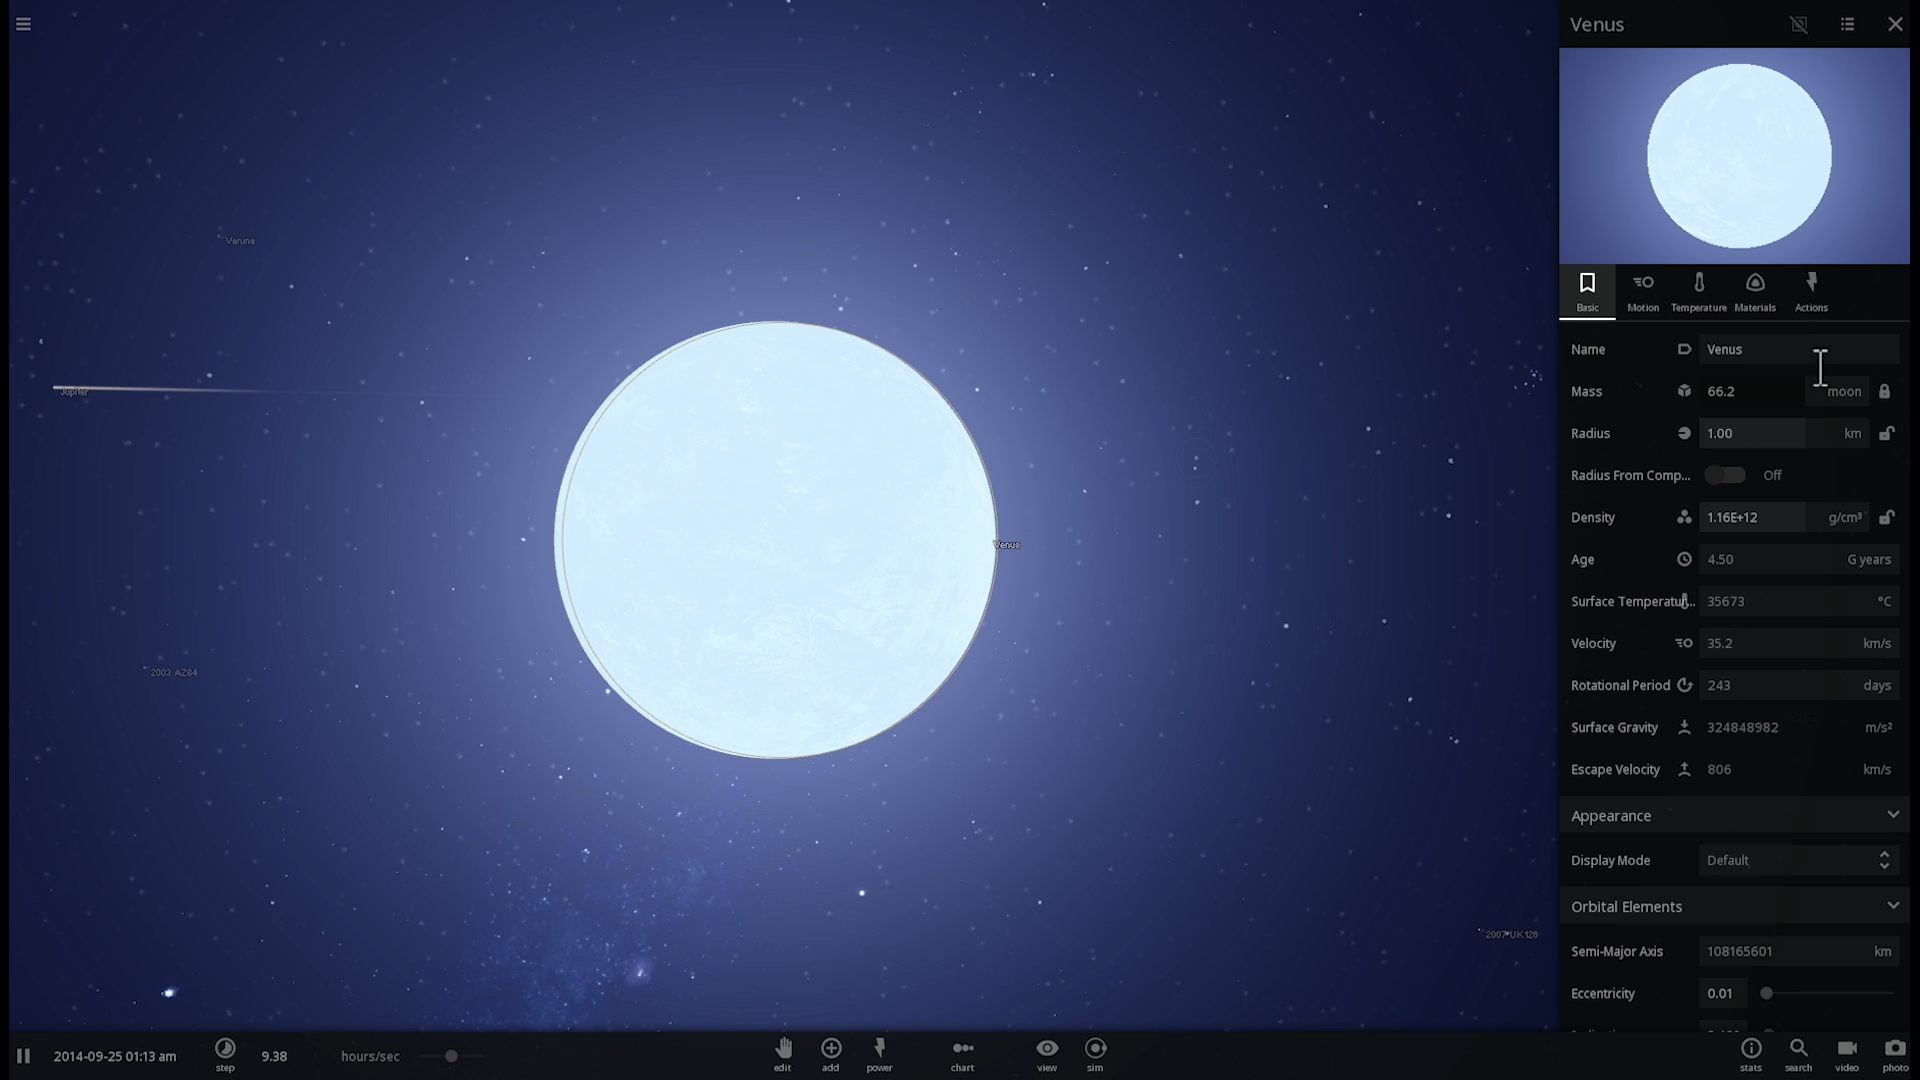 Venus
Varuna
Jupiter
Venus
2003 AZ84
2007 UK126
Basic
Motion
Temperature
Materials
Actions
Name Venus
Mass 66.2 moon
Radius 1.00 km
Radius From Comp... Off
Density 1.16E+12 g/cm³
Age 4.50 G years
Surface Temperatur... 35673 °C
Velocity 35.2 km/s
Rotational Period 243 days
Surface Gravity 324848982 m/s²
Escape Velocity 806 km/s
Appearance
Display Mode Default
Orbital Elements
Semi-Major Axis 108165601 km
Eccentricity 0.01
2014-09-25 01:13 am
step
9.38 hours/sec
edit
add
power
chart
view
sim
stats
search
video
photo